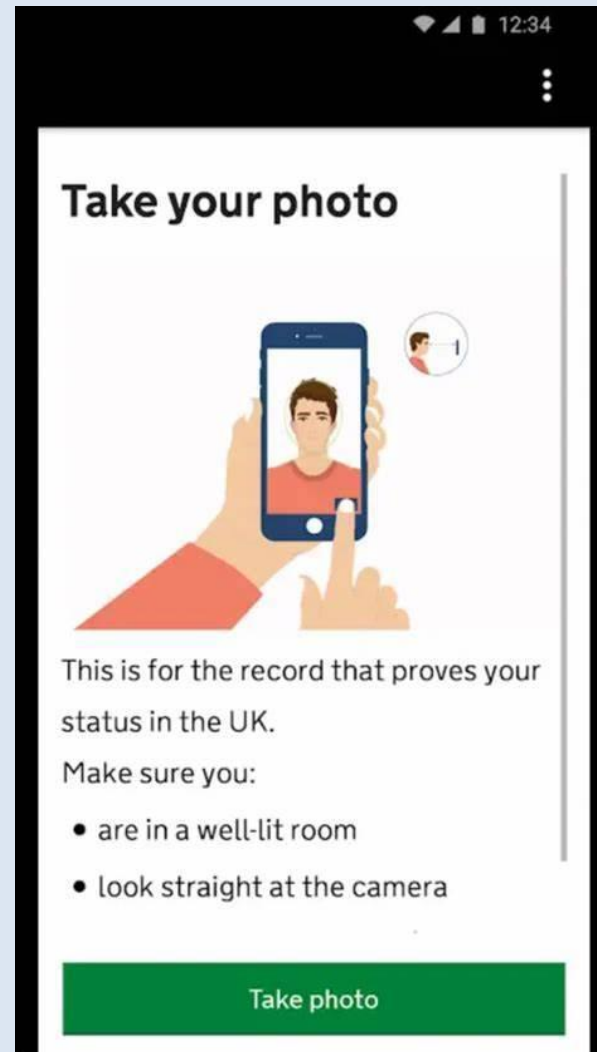 12:34
Take your photo
This is for the record that proves your
status in the UK.
Make sure you:
• are in a well-lit room
• look straight at the camera
Take photo